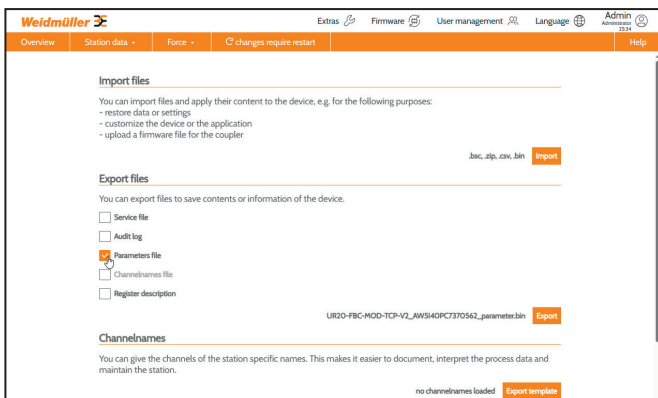 Weidmüller
Extras Firmware User management Language Admin
Administrator
25:34
Overview Station data Force changes require restart Help
Import files
You can import files and apply their content to the device, e.g. for the following purposes:
- restore data or settings
- customize the device or the application
- upload a firmware file for the coupler
.bsc, .zip, .csv, .bin Import
Export files
You can export files to save contents or information of the device.
Service file
Audit log
Parameters file
Channelnames file
Register description
UR20-FBC-MOD-TCP-V2_AW5I40PC7370562_parameter.bin Export
Channelnames
You can give the channels of the station specific names. This makes it easier to document, interpret the process data and
maintain the station.
no channelnames loaded Export template